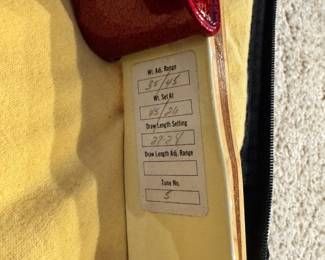 Wt. Adj. Range
35/45
Wt. Set At
45/26
Draw Length Setting
27-28
Draw Length Adj. Range
Tune No.
5